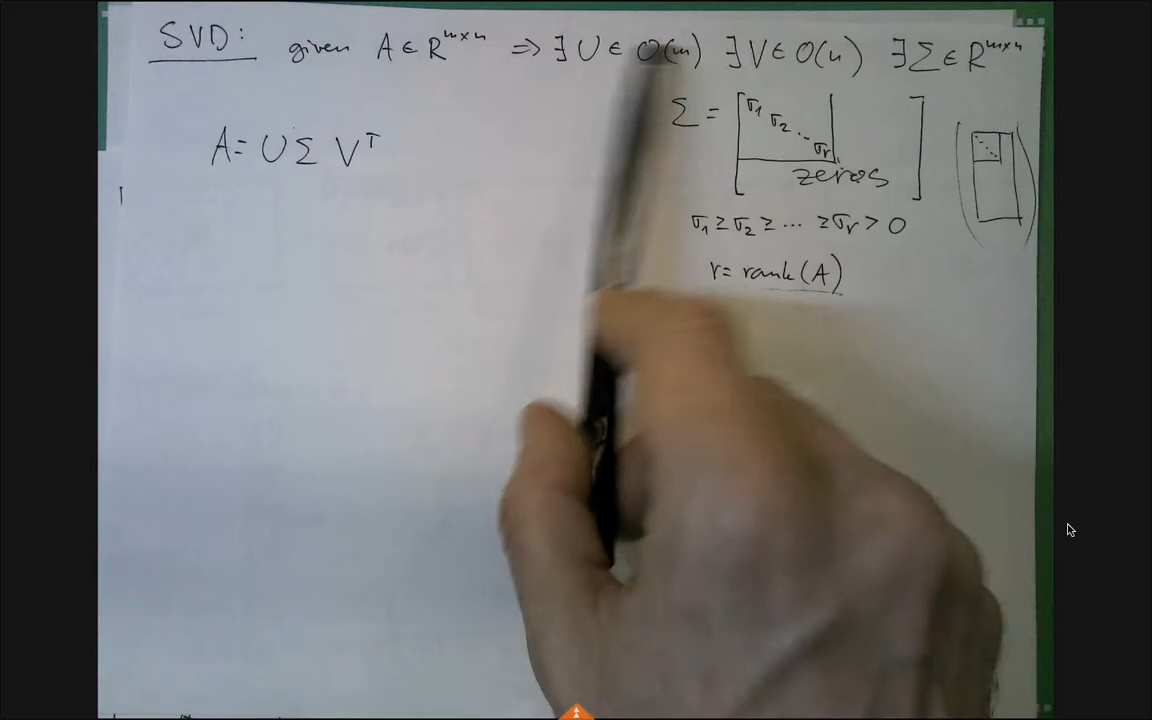 SVD: given A ∈ R^{m×n} ⇒ ∃ U ∈ O(m) ∃ V ∈ O(n) ∃ Σ ∈ R^{m×n}
Σ = [σ₁ σ₂ ⋱ σᵣ zeros]
A = U Σ V^T
σ₁ ≥ σ₂ ≥ ... ≥ σᵣ > 0
r = rank(A)